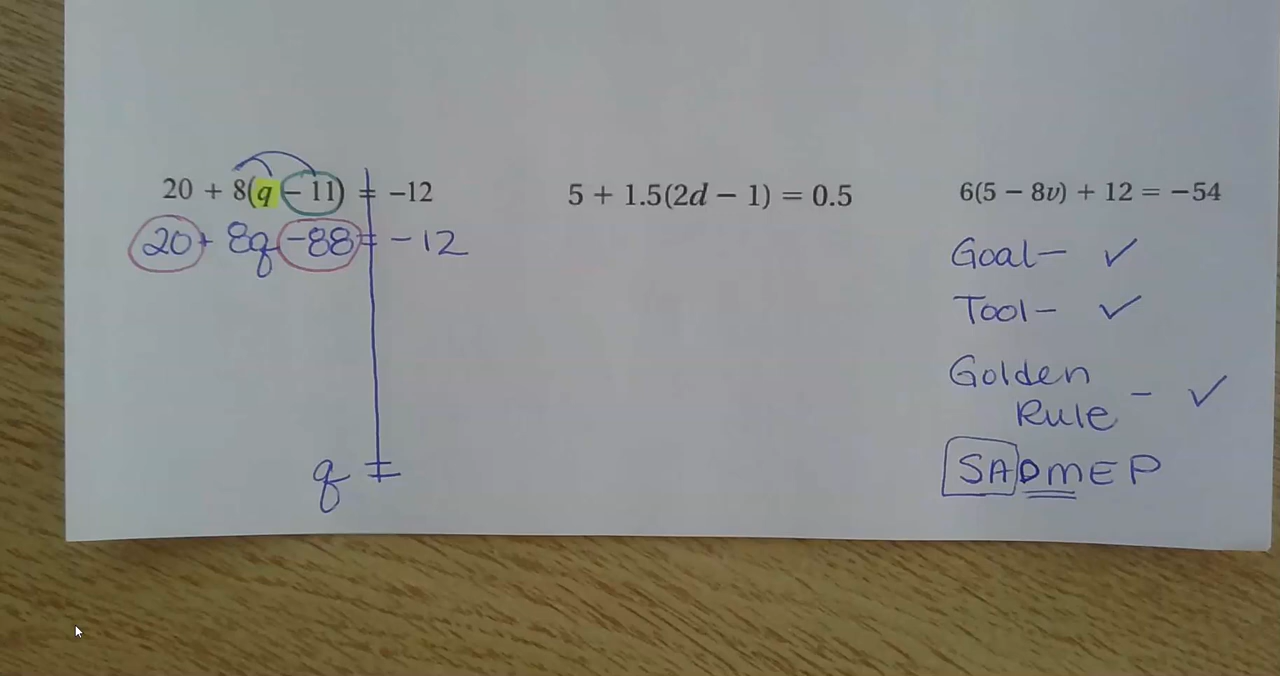 20 + 8(q − 11) = −12
20 + 8q −88 = −12
q =
5 + 1.5(2d − 1) = 0.5
6(5 − 8v) + 12 = −54
Goal− ✓
Tool− ✓
Golden
Rule − ✓
SADMEP